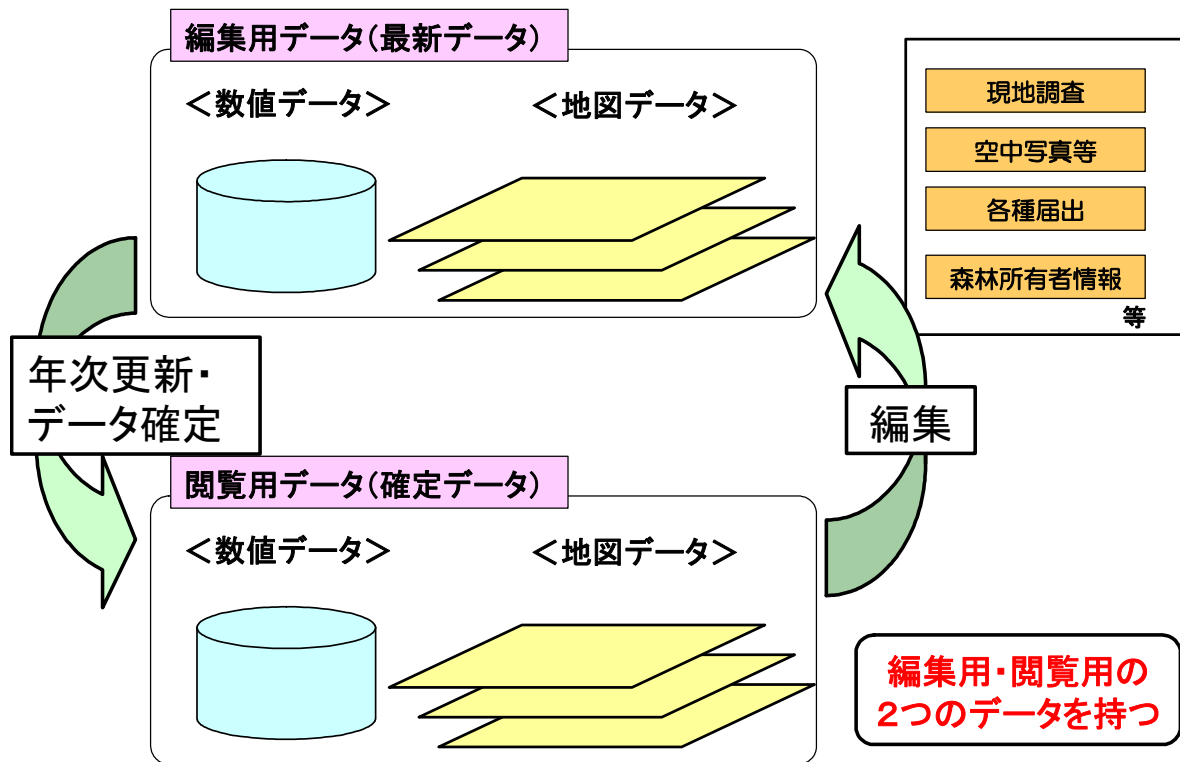 編集用データ(最新データ)
＜数値データ＞
＜地図データ＞
現地調査
空中写真等
各種届出
森林所有者情報
等
年次更新・
データ確定
編集
閲覧用データ(確定データ)
＜数値データ＞
＜地図データ＞
編集用・閲覧用の
２つのデータを持つ